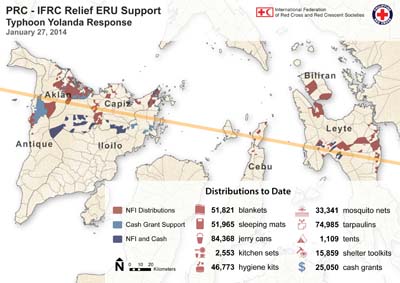 PRC - IFRC Relief ERU Support
Typhoon Yolanda Response
January 27, 2014
International Federation
of Red Cross and Red Crescent Societies
Biliran
Aklan
Capiz
Leyte
Antique
Iloilo
Cebu
Distributions to Date
NFI Distributions
Cash Grant Support
NFI and Cash
51,821 blankets
51,965 sleeping mats
84,368 jerry cans
2,553 kitchen sets
46,773 hygiene kits
33,341 mosquito nets
74,985 tarpaulins
1,109 tents
15,859 shelter toolkits
$ 25,050 cash grants
N
0 10 20
Kilometers